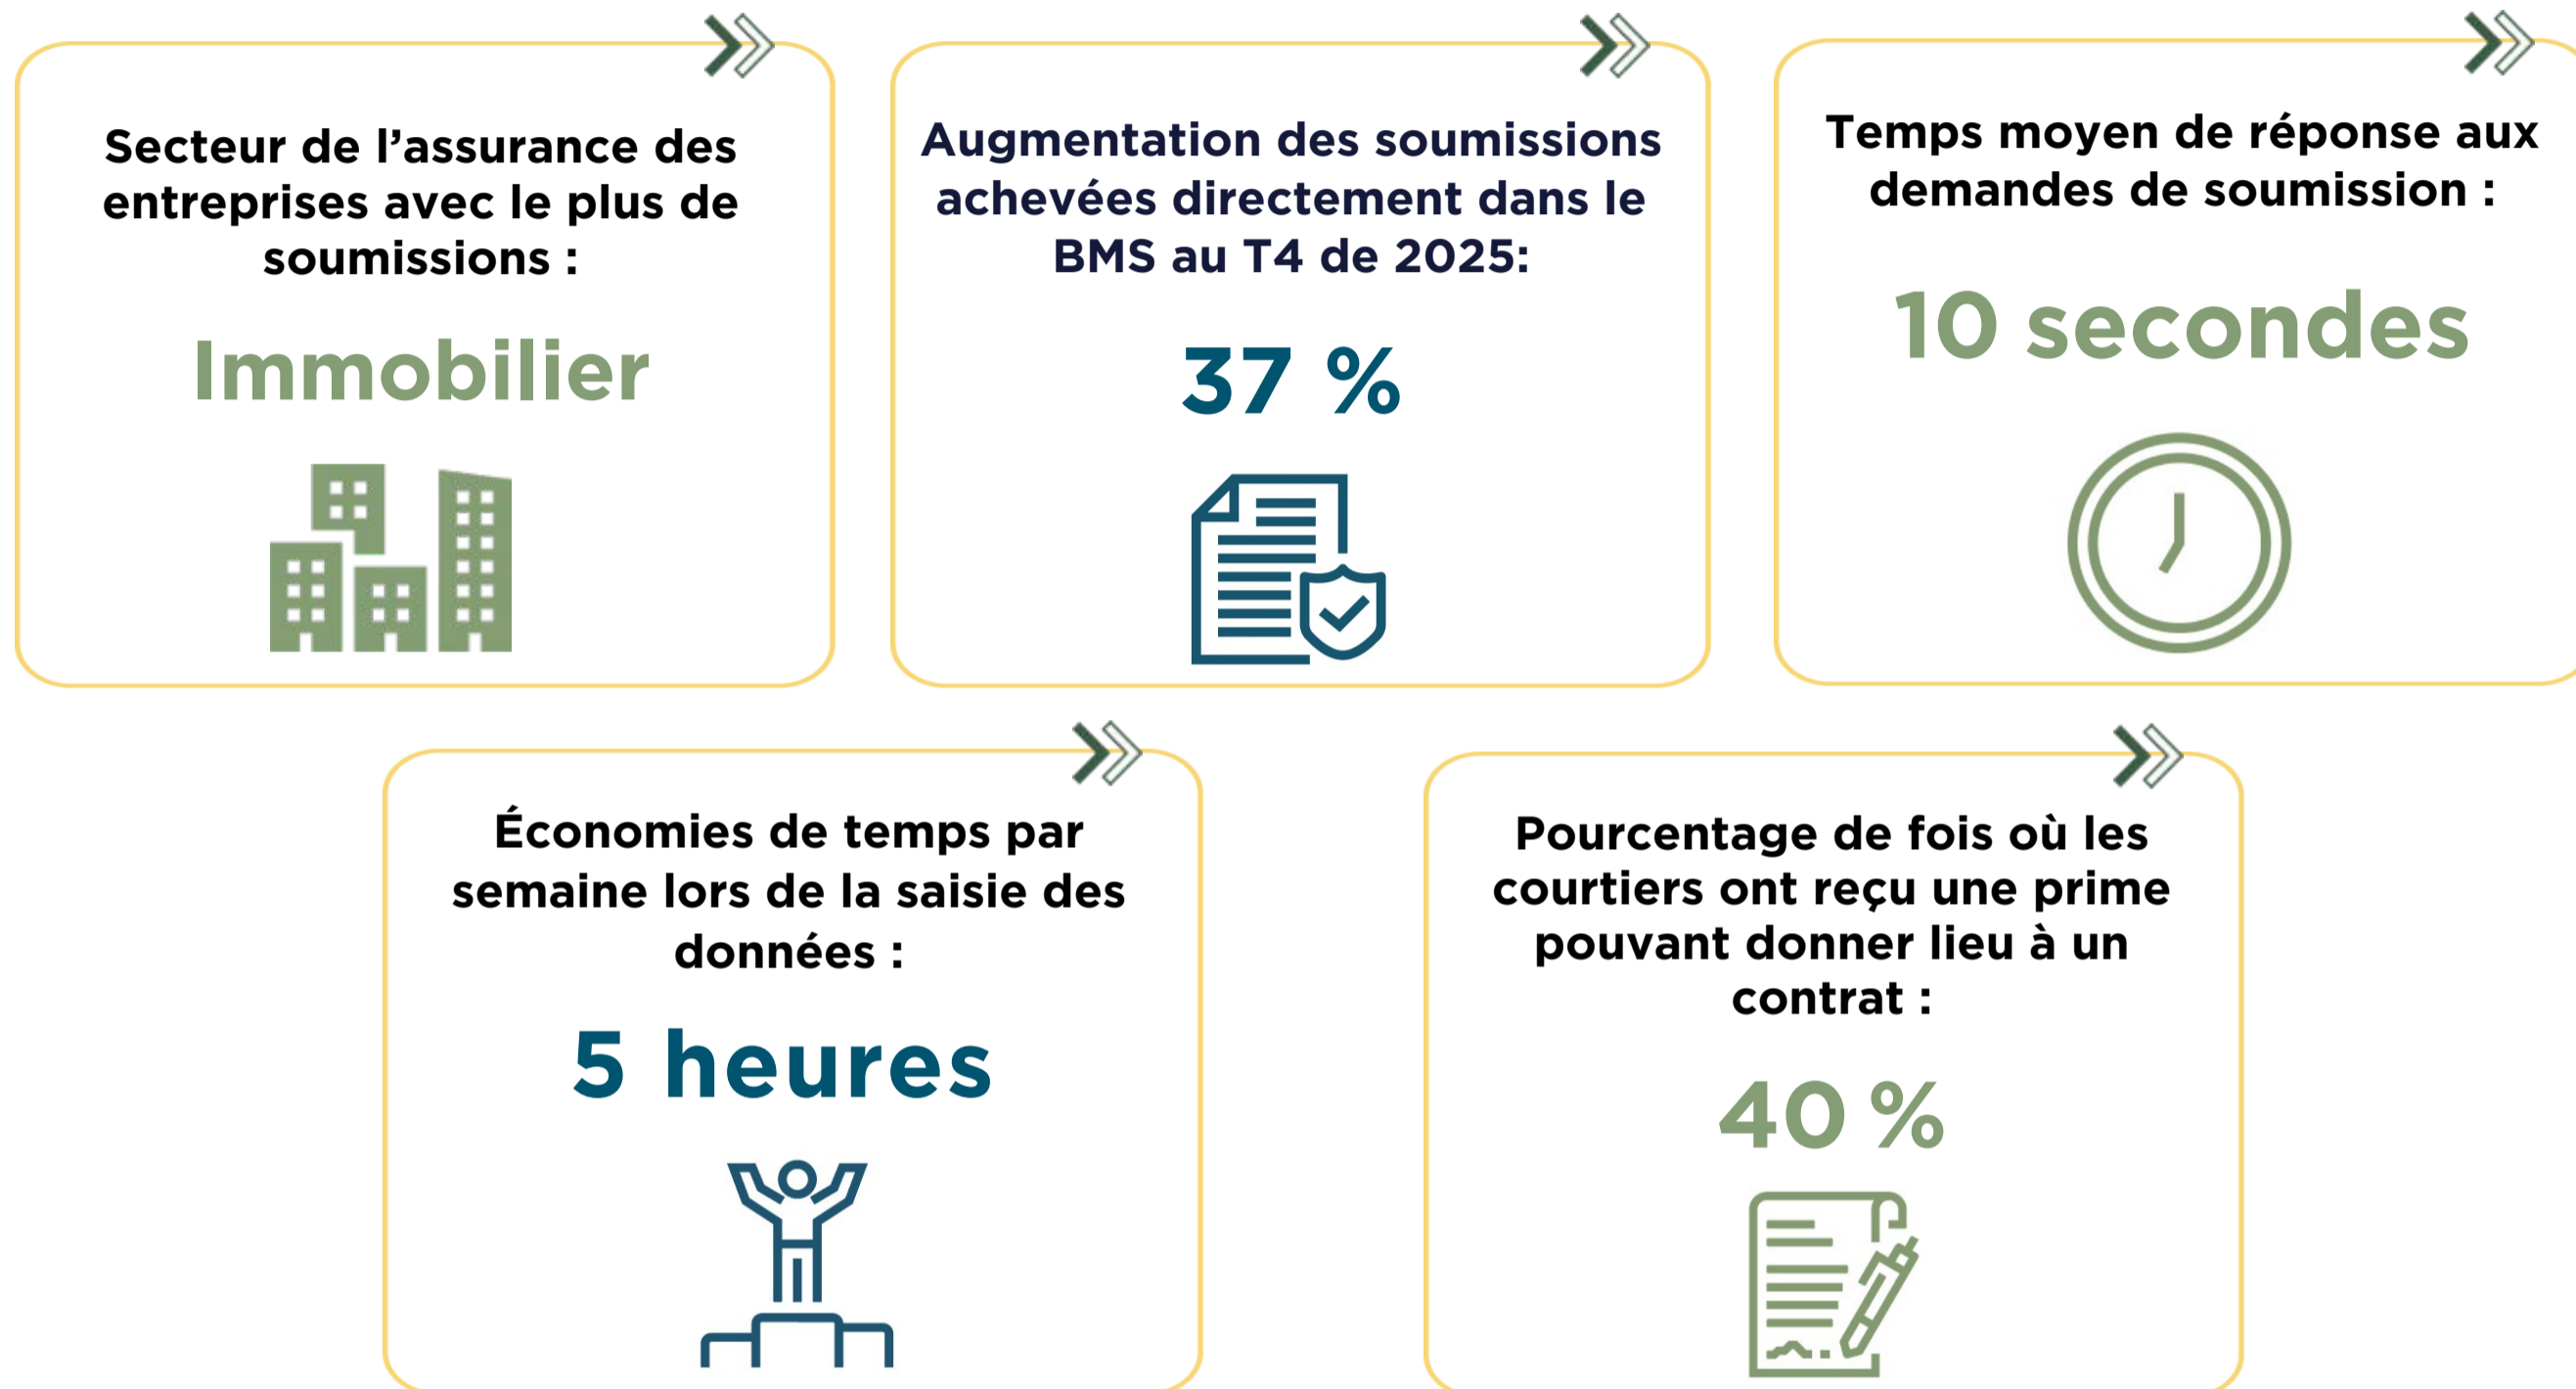 Secteur de l’assurance des
entreprises avec le plus de
soumissions :
Immobilier
Augmentation des soumissions
achevées directement dans le
BMS au T4 de 2025:
37 %
Temps moyen de réponse aux
demandes de soumission :
10 secondes
Économies de temps par
semaine lors de la saisie des
données :
5 heures
Pourcentage de fois où les
courtiers ont reçu une prime
pouvant donner lieu à un
contrat :
40 %